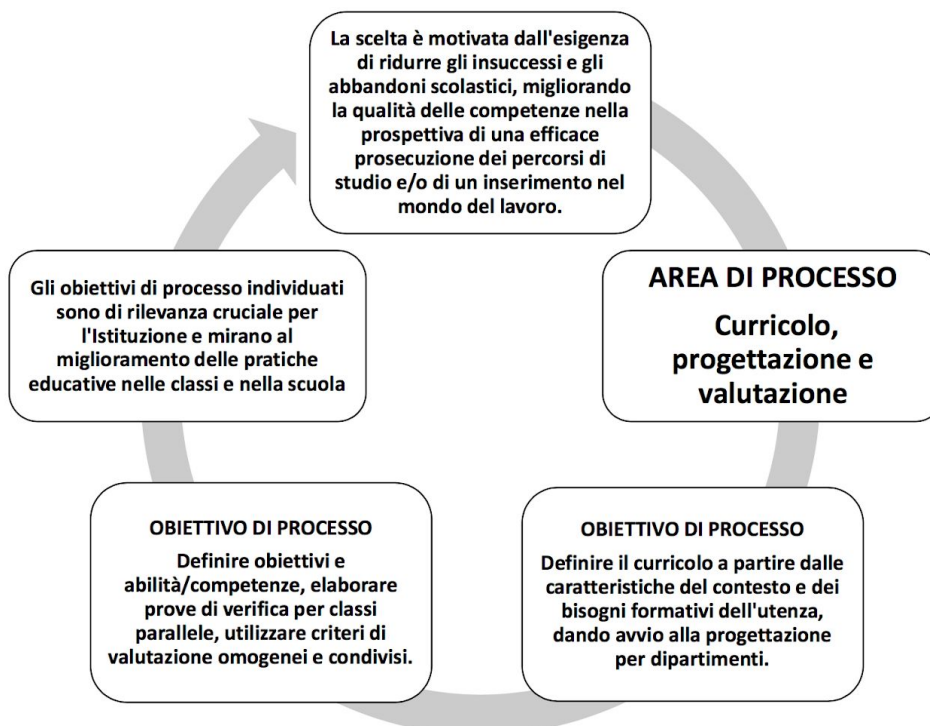 La scelta è motivata dall'esigenza
di ridurre gli insuccessi e gli
abbandoni scolastici, migliorando
la qualità delle competenze nella
prospettiva di una efficace
prosecuzione dei percorsi di
studio e/o di un inserimento nel
mondo del lavoro.
AREA DI PROCESSO
Curricolo,
progettazione e
valutazione
OBIETTIVO DI PROCESSO
Definire il curricolo a partire dalle
caratteristiche del contesto e dei
bisogni formativi dell'utenza,
dando avvio alla progettazione
per dipartimenti.
OBIETTIVO DI PROCESSO
Definire obiettivi e
abilità/competenze, elaborare
prove di verifica per classi
parallele, utilizzare criteri di
valutazione omogenei e condivisi.
Gli obiettivi di processo individuati
sono di rilevanza cruciale per
l'Istituzione e mirano al
miglioramento delle pratiche
educative nelle classi e nella scuola